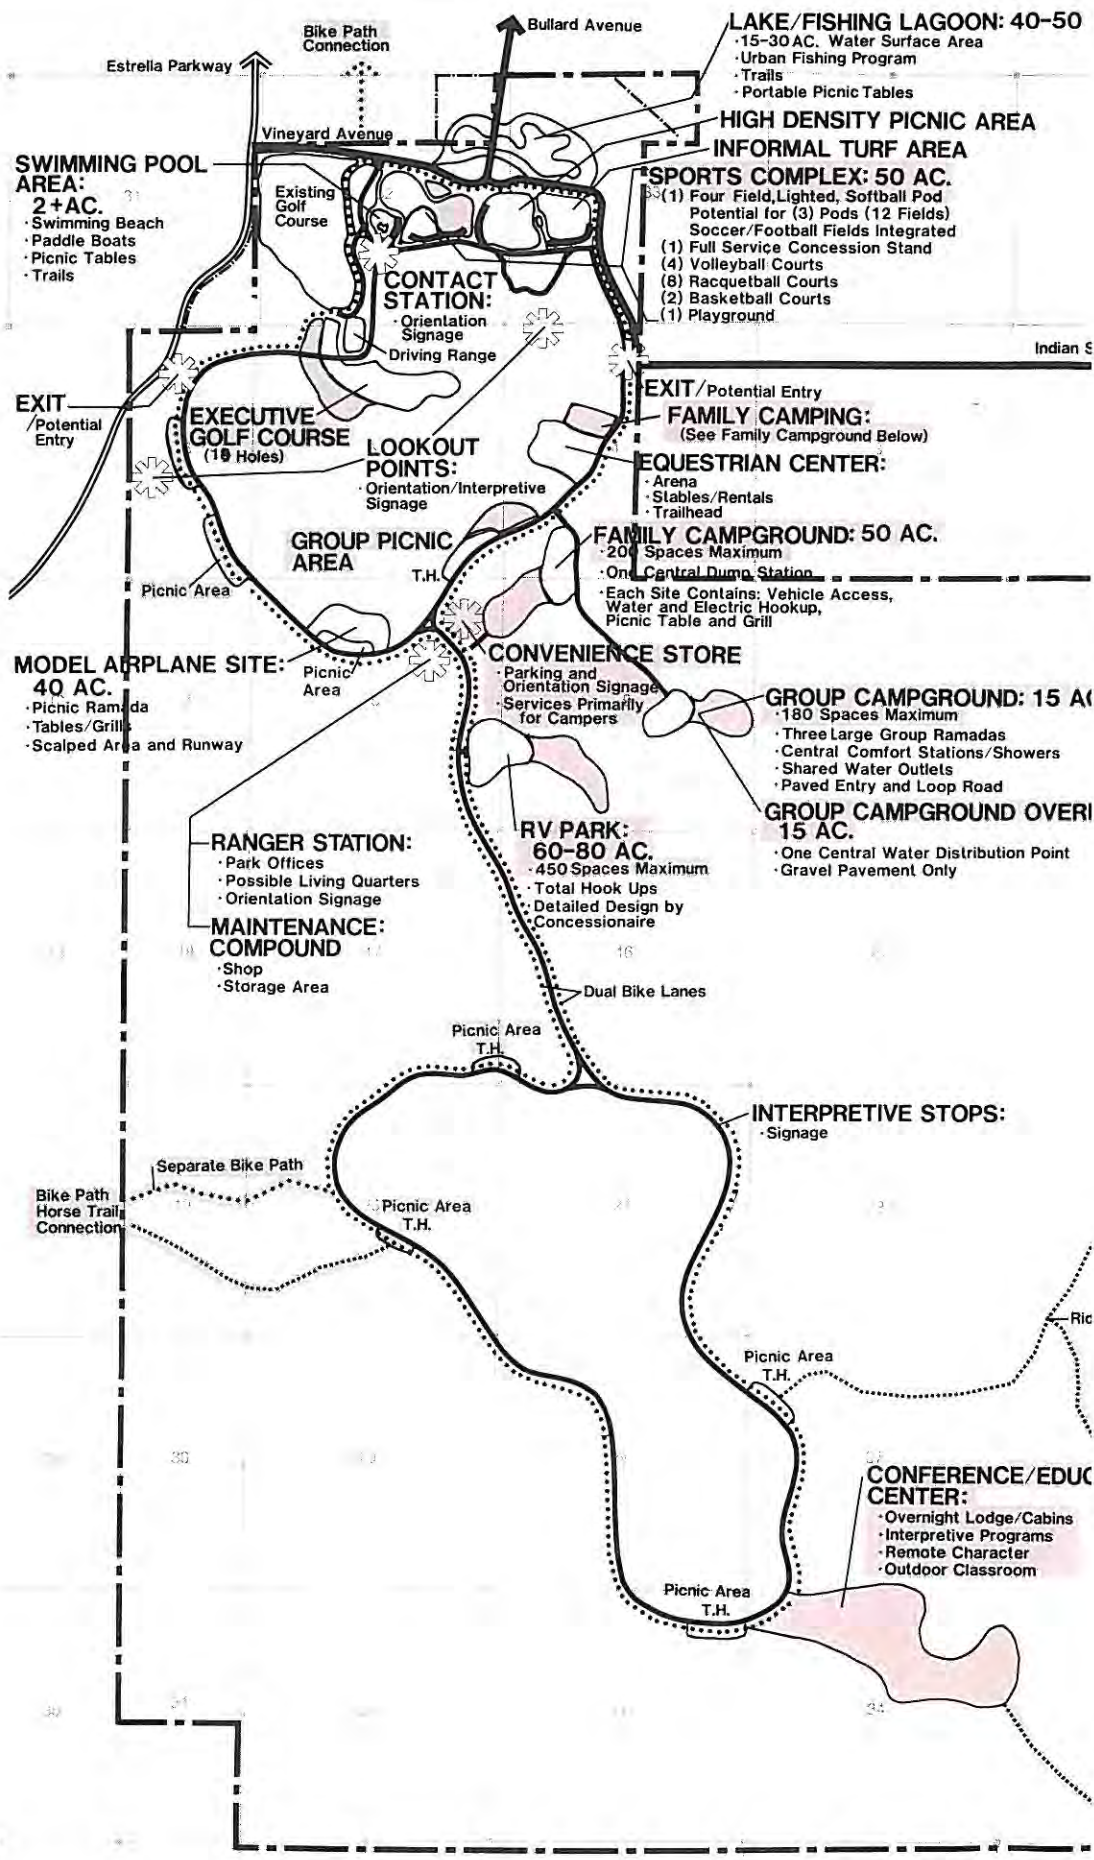 Bullard Avenue
Bike Path
Connection
Estrella Parkway
Vineyard Avenue
LAKE/FISHING LAGOON: 40-50
·15-30 AC. Water Surface Area
·Urban Fishing Program
·Trails
·Portable Picnic Tables
HIGH DENSITY PICNIC AREA
INFORMAL TURF AREA
SPORTS COMPLEX: 50 AC.
(1) Four Field, Lighted, Softball Pod
Potential for (3) Pods (12 Fields)
Soccer/Football Fields Integrated
(1) Full Service Concession Stand
(4) Volleyball Courts
(8) Racquetball Courts
(2) Basketball Courts
(1) Playground
SWIMMING POOL
AREA:
2+AC.
·Swimming Beach
·Paddle Boats
·Picnic Tables
·Trails
31
Existing
Golf
Course
CONTACT
STATION:
·Orientation
Signage
Driving Range
Indian S
EXIT
/Potential
Entry
EXECUTIVE
GOLF COURSE
Holes)
LOOKOUT
POINTS:
·Orientation/Interpretive
Signage
EXIT/Potential Entry
FAMILY CAMPING:
(See Family Campground Below)
EQUESTRIAN CENTER:
·Arena
·Stables/Rentals
·Trailhead
GROUP PICNIC
AREA
T.H.
Picnic Area
FAMILY CAMPGROUND: 50 AC.
·200 Spaces Maximum
·One Central Dump Station
·Each Site Contains: Vehicle Access,
Water and Electric Hookup,
Picnic Table and Grill
MODEL AIRPLANE SITE:
40 AC.
·Picnic Ramada
·Tables/Grills
·Scalped Area and Runway
Picnic
Area
CONVENIENCE STORE
·Parking and
Orientation Signage
·Services Primarily
for Campers
GROUP CAMPGROUND: 15 AC
·180 Spaces Maximum
·Three Large Group Ramadas
·Central Comfort Stations/Showers
·Shared Water Outlets
·Paved Entry and Loop Road
GROUP CAMPGROUND OVER
15 AC.
·One Central Water Distribution Point
·Gravel Pavement Only
RANGER STATION:
·Park Offices
·Possible Living Quarters
·Orientation Signage
MAINTENANCE:
COMPOUND
·Shop
·Storage Area
RV PARK:
60-80 AC.
·450 Spaces Maximum
·Total Hook Ups
·Detailed Design by
Concessionaire
16
Dual Bike Lanes
Picnic Area
T.H.
INTERPRETIVE STOPS:
·Signage
Separate Bike Path
Bike Path
Horse Trail
Connection
Picnic Area
T.H.
Ric
Picnic Area
T.H.
30
CONFERENCE/EDUC
CENTER:
·Overnight Lodge/Cabins
·Interpretive Programs
·Remote Character
·Outdoor Classroom
Picnic Area
T.H.
34